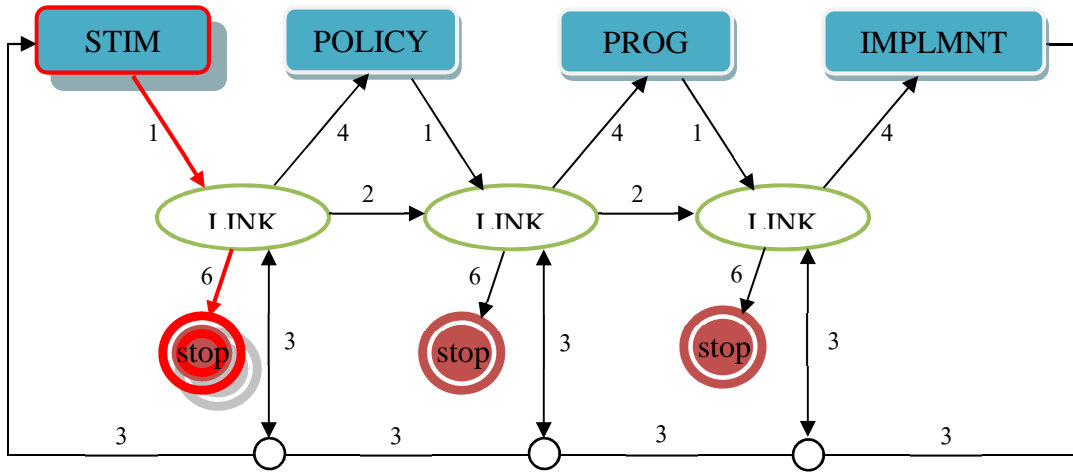 STIM POLICY PROG IMPLMNT
1 4 1 4 1 4
2 2
LINK LINK LINK
6 6 6
3 3 3
stop stop stop
3 3 3 3